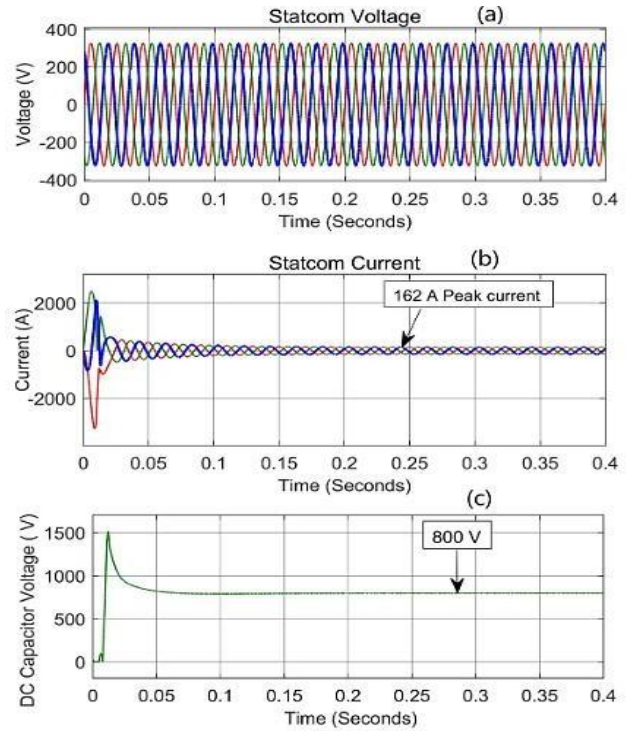 Statcom Voltage (a)
400
200
0
-200
-400
Voltage (V)
0 0.05 0.1 0.15 0.2 0.25 0.3 0.35 0.4
Time (Seconds)
Statcom Current (b)
162 A Peak current
2000
0
-2000
Current (A)
0 0.05 0.1 0.15 0.2 0.25 0.3 0.35 0.4
Time (Seconds)
(c)
800 V
1500
1000
500
0
DC Capacitor Voltage ( V)
0 0.05 0.1 0.15 0.2 0.25 0.3 0.35 0.4
Time (Seconds)